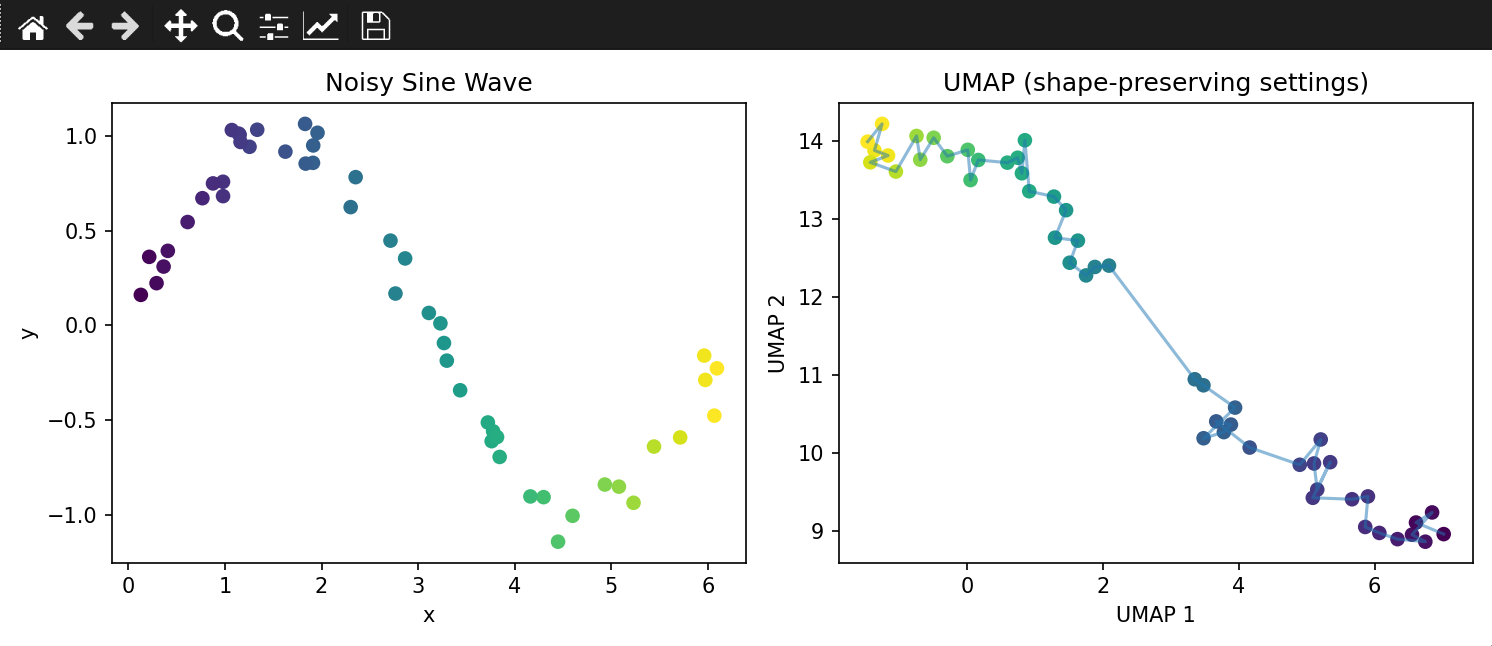 Noisy Sine Wave
1.0
0.5
0.0
−0.5
−1.0
y
0 1 2 3 4 5 6
x
UMAP (shape-preserving settings)
14
13
12
11
10
9
UMAP 2
0 2 4 6
UMAP 1